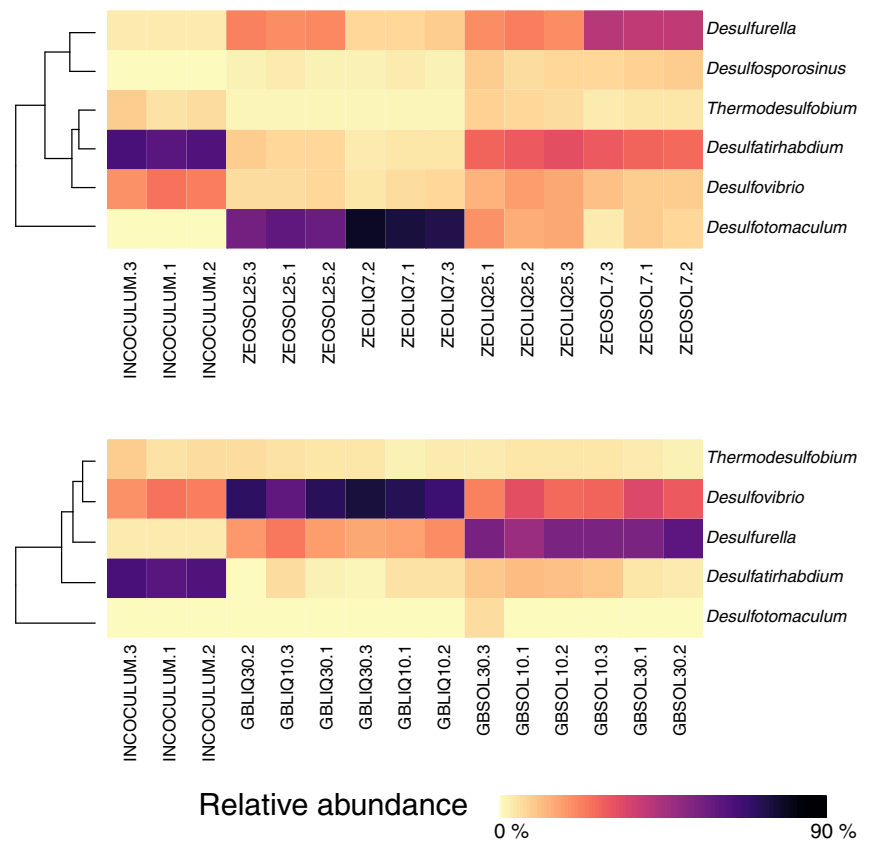 Desulfurella
Desulfosporosinus
Thermodesulfobium
Desulfatirhabdium
Desulfovibrio
Desulfotomaculum
INCOCULUM.3
INCOCULUM.1
INCOCULUM.2
ZEOSOL25.3
ZEOSOL25.1
ZEOSOL25.2
ZEOLIQ7.2
ZEOLIQ7.1
ZEOLIQ7.3
ZEOLIQ25.1
ZEOLIQ25.2
ZEOLIQ25.3
ZEOSOL7.3
ZEOSOL7.1
ZEOSOL7.2
Thermodesulfobium
Desulfovibrio
Desulfurella
Desulfatirhabdium
Desulfotomaculum
INCOCULUM.3
INCOCULUM.1
INCOCULUM.2
GBLIQ30.2
GBLIQ10.3
GBLIQ30.1
GBLIQ30.3
GBLIQ10.1
GBLIQ10.2
GBSOL30.3
GBSOL10.1
GBSOL10.2
GBSOL10.3
GBSOL30.1
GBSOL30.2
Relative abundance
0 % 90 %